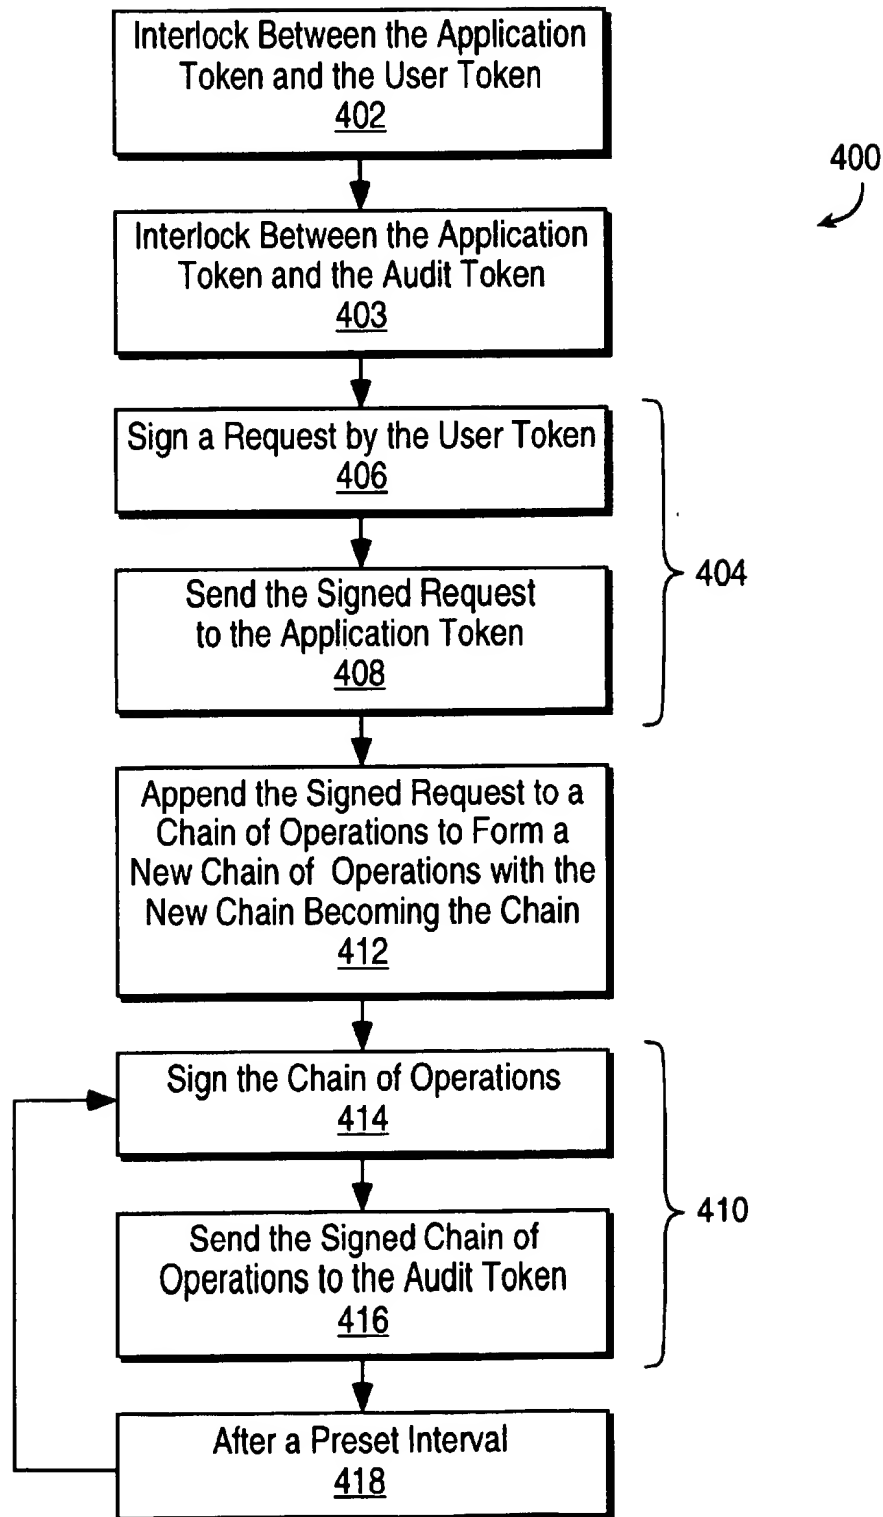 Interlock Between the Application
Token and the User Token
402
400
Interlock Between the Application
Token and the Audit Token
403
Sign a Request by the User Token
406
404
Send the Signed Request
to the Application Token
408
Append the Signed Request to a
Chain of Operations to Form a
New Chain of Operations with the
New Chain Becoming the Chain
412
Sign the Chain of Operations
414
410
Send the Signed Chain of
Operations to the Audit Token
416
After a Preset Interval
418